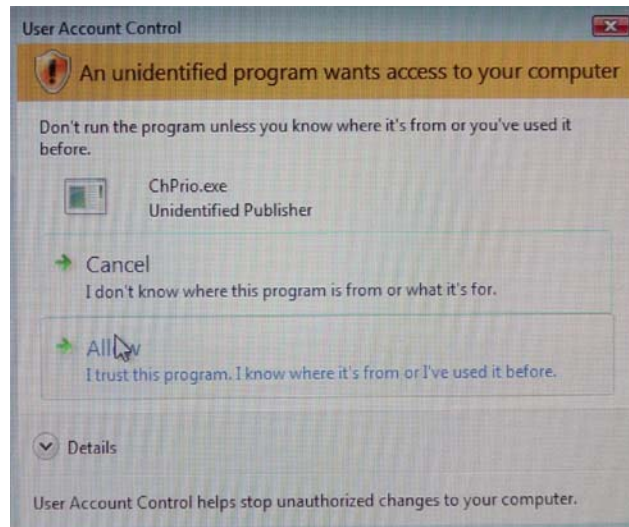 User Account Control
An unidentified program wants access to your computer
Don't run the program unless you know where it's from or you've used it
before.
ChPrio.exe
Unidentified Publisher
Cancel
I don't know where this program is from or what it's for.
Allow
I trust this program. I know where it's from or I've used it before.
Details
User Account Control helps stop unauthorized changes to your computer.